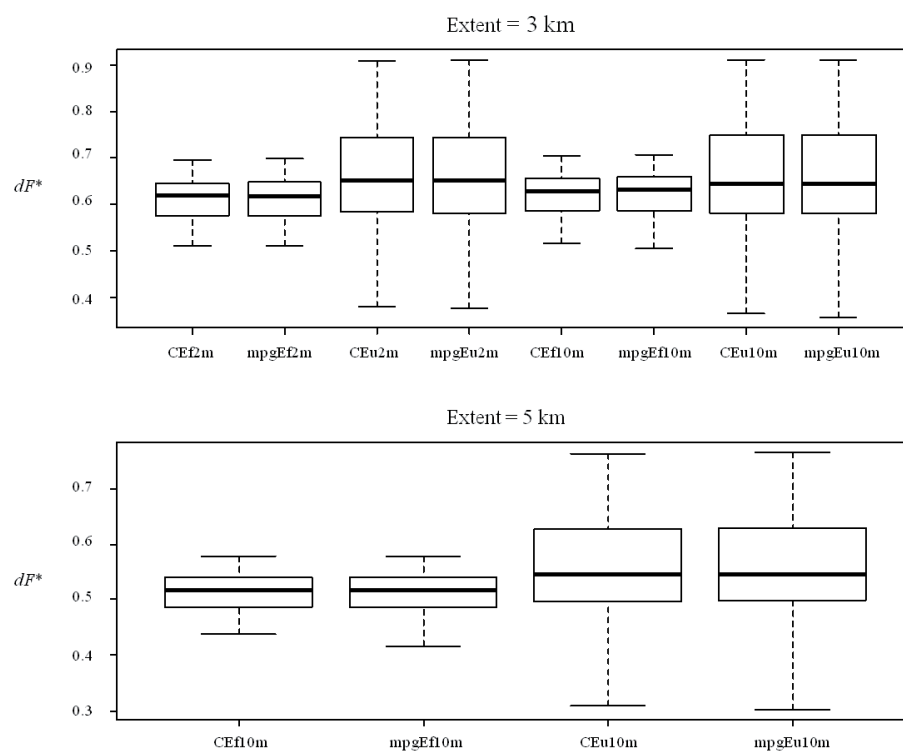 Extent = 3 km
0.9
0.8
0.7
dF*
0.6
0.5
0.4
CEf2m mpgEf2m CEu2m mpgEu2m CEf10m mpgEf10m CEu10m mpgEu10m
Extent = 5 km
0.7
0.6
dF*
0.5
0.4
0.3
CEf10m mpgEf10m CEu10m mpgEu10m